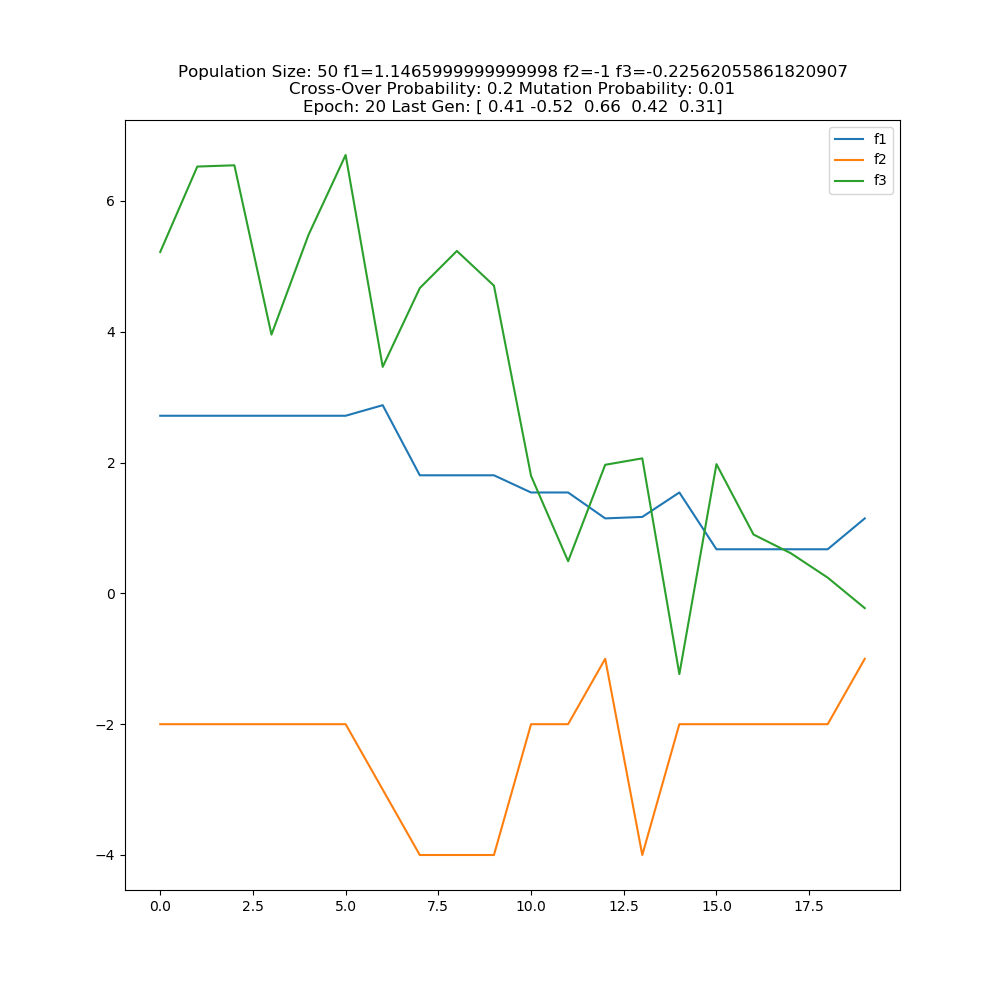 Population Size: 50 f1=1.1465999999999998 f2=-1 f3=-0.22562055861820907
Cross-Over Probability: 0.2 Mutation Probability: 0.01
Epoch: 20 Last Gen: [ 0.41 -0.52  0.66  0.42  0.31]
f1
f2
f3
6
4
2
0
−2
−4
0.0 2.5 5.0 7.5 10.0 12.5 15.0 17.5